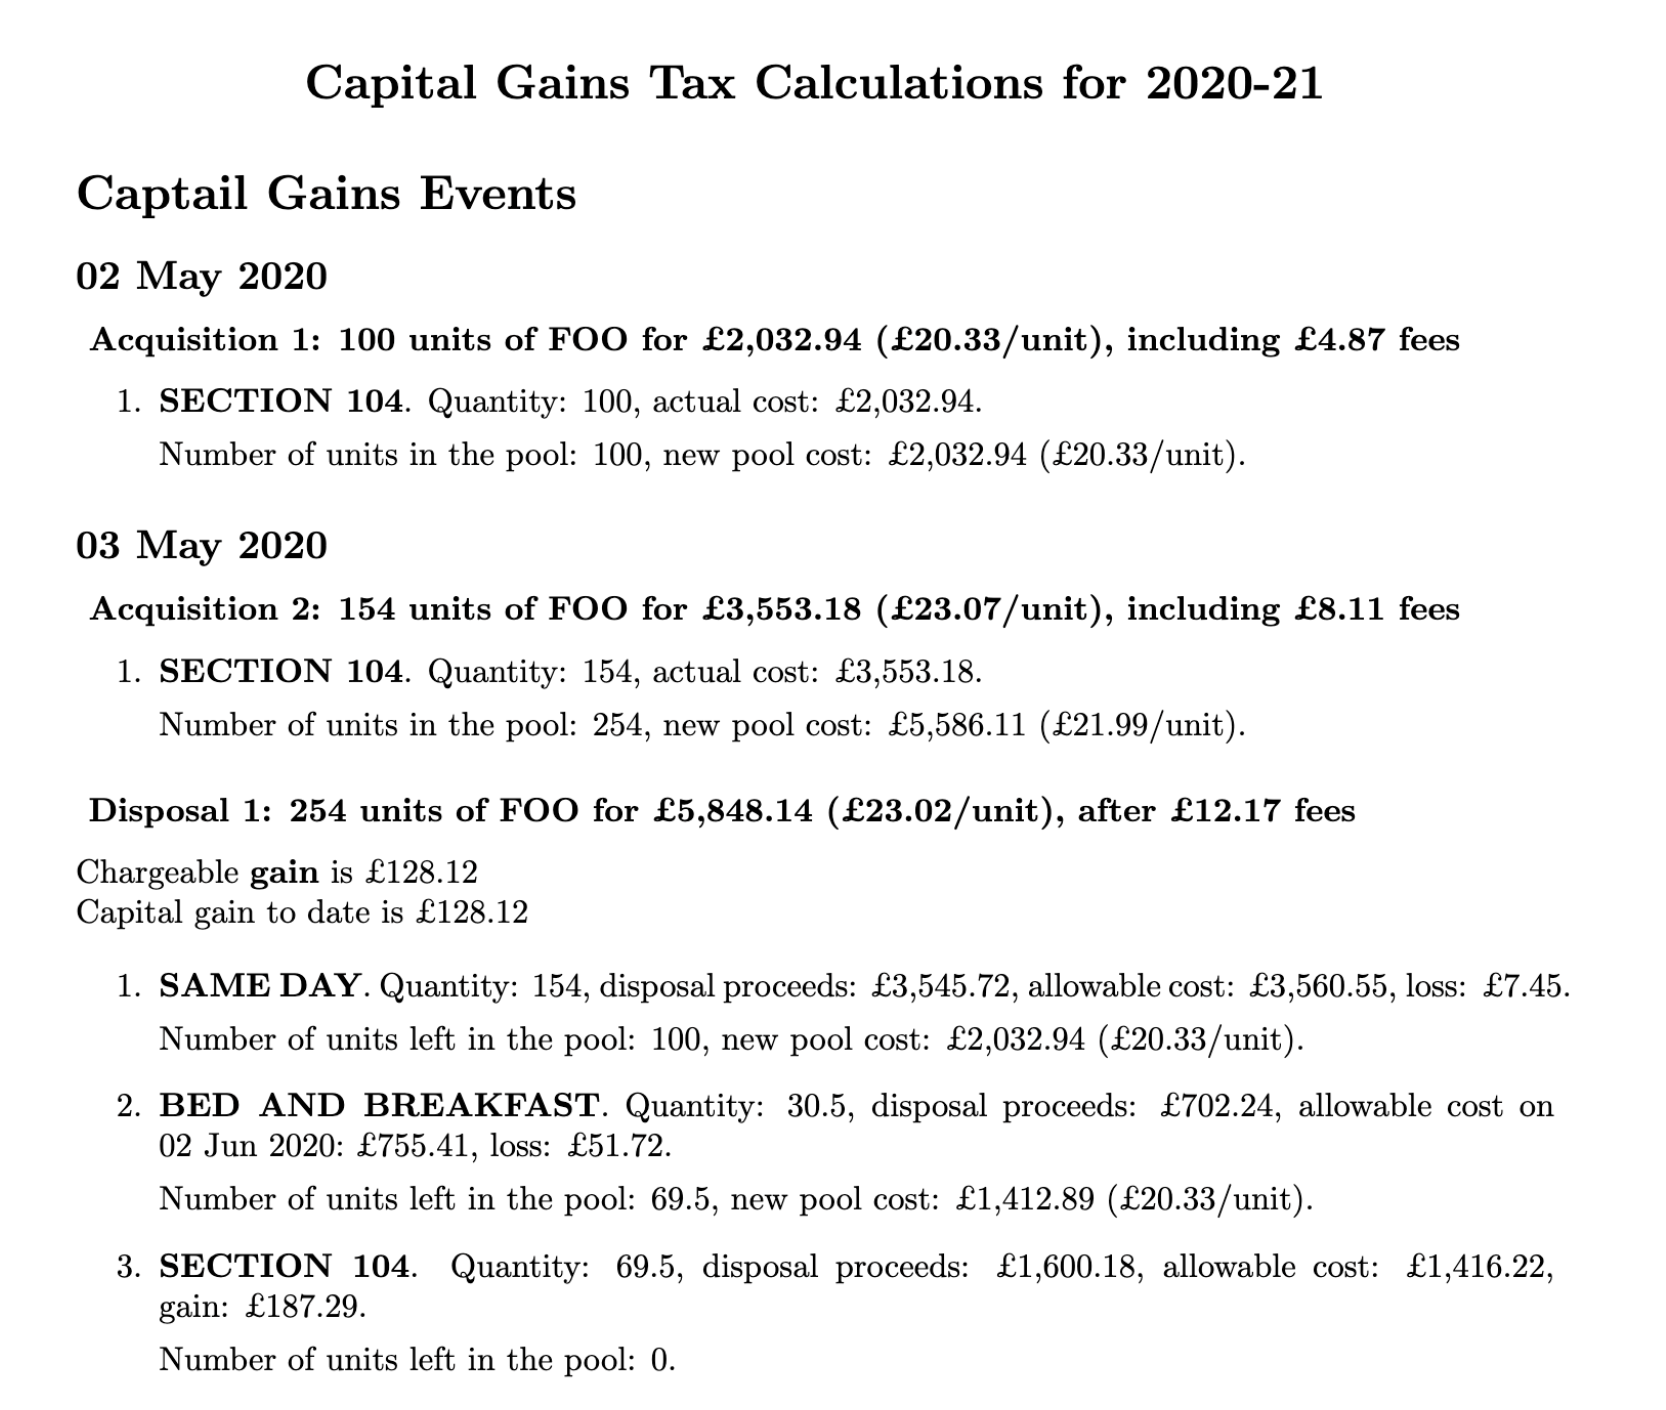 Capital Gains Tax Calculations for 2020-21
Captail Gains Events
02 May 2020
Acquisition 1: 100 units of FOO for £2,032.94 (£20.33/unit), including £4.87 fees
1. SECTION 104. Quantity: 100, actual cost: £2,032.94.
Number of units in the pool: 100, new pool cost: £2,032.94 (£20.33/unit).
03 May 2020
Acquisition 2: 154 units of FOO for £3,553.18 (£23.07/unit), including £8.11 fees
1. SECTION 104. Quantity: 154, actual cost: £3,553.18.
Number of units in the pool: 254, new pool cost: £5,586.11 (£21.99/unit).
Disposal 1: 254 units of FOO for £5,848.14 (£23.02/unit), after £12.17 fees
Chargeable gain is £128.12
Capital gain to date is £128.12
1. SAME DAY. Quantity: 154, disposal proceeds: £3,545.72, allowable cost: £3,560.55, loss: £7.45.
Number of units left in the pool: 100, new pool cost: £2,032.94 (£20.33/unit).
2. BED AND BREAKFAST. Quantity: 30.5, disposal proceeds: £702.24, allowable cost on
02 Jun 2020: £755.41, loss: £51.72.
Number of units left in the pool: 69.5, new pool cost: £1,412.89 (£20.33/unit).
3. SECTION 104. Quantity: 69.5, disposal proceeds: £1,600.18, allowable cost: £1,416.22,
gain: £187.29.
Number of units left in the pool: 0.